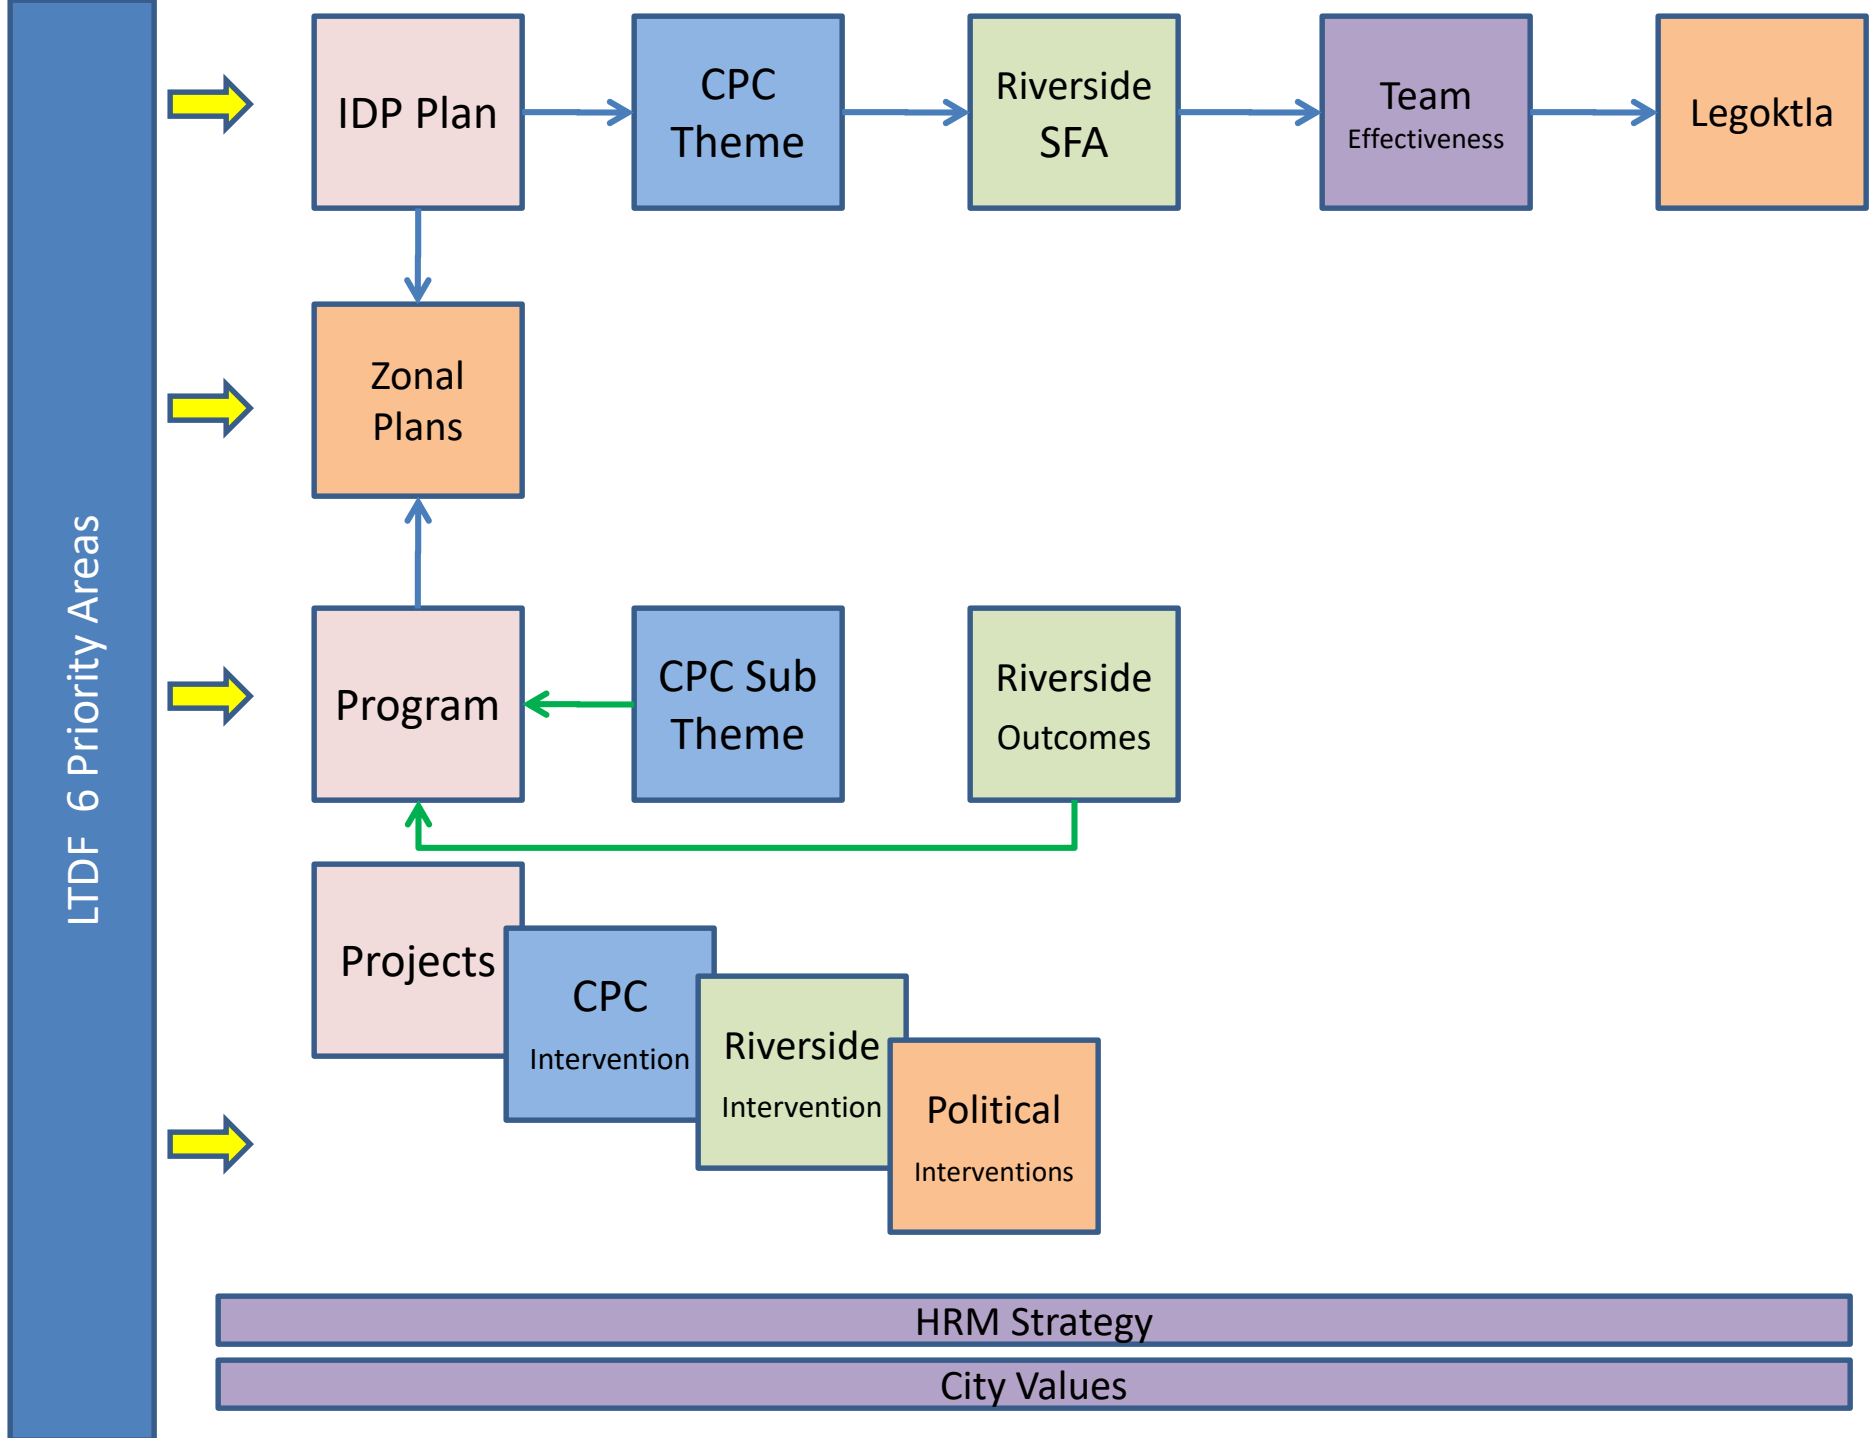 LTDF 6 Priority Areas
IDP Plan
CPC
Theme
Riverside
SFA
Team
Effectiveness
Legoktla
Zonal
Plans
Program
CPC Sub
Theme
Riverside
Outcomes
Projects
CPC
Intervention
Riverside
Intervention
Political
Interventions
HRM Strategy
City Values